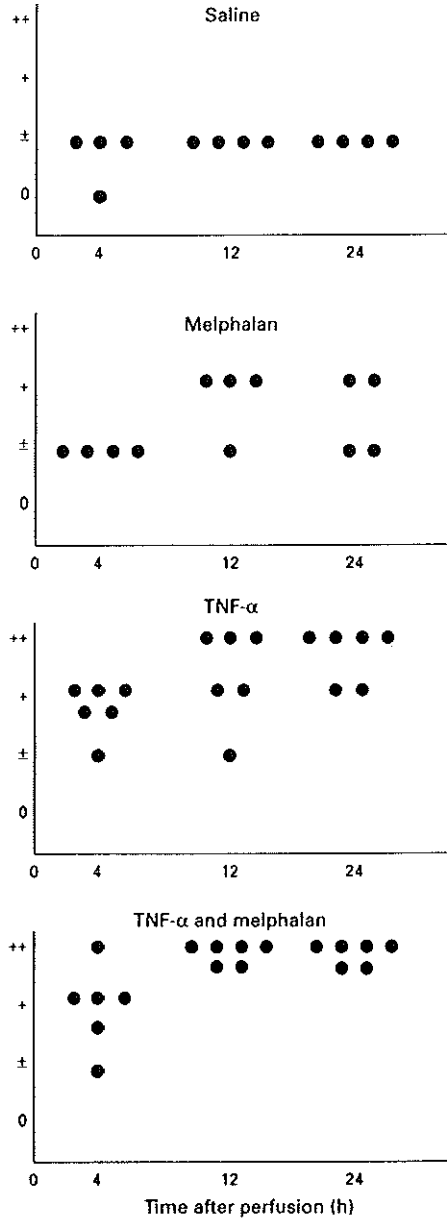 Saline
++
+
±
0
0 4 12 24
Melphalan
++
+
±
0
0 4 12 24
TNF-α
++
+
±
0
0 4 12 24
TNF-α and melphalan
++
+
±
0
0 4 12 24
Time after perfusion (h)